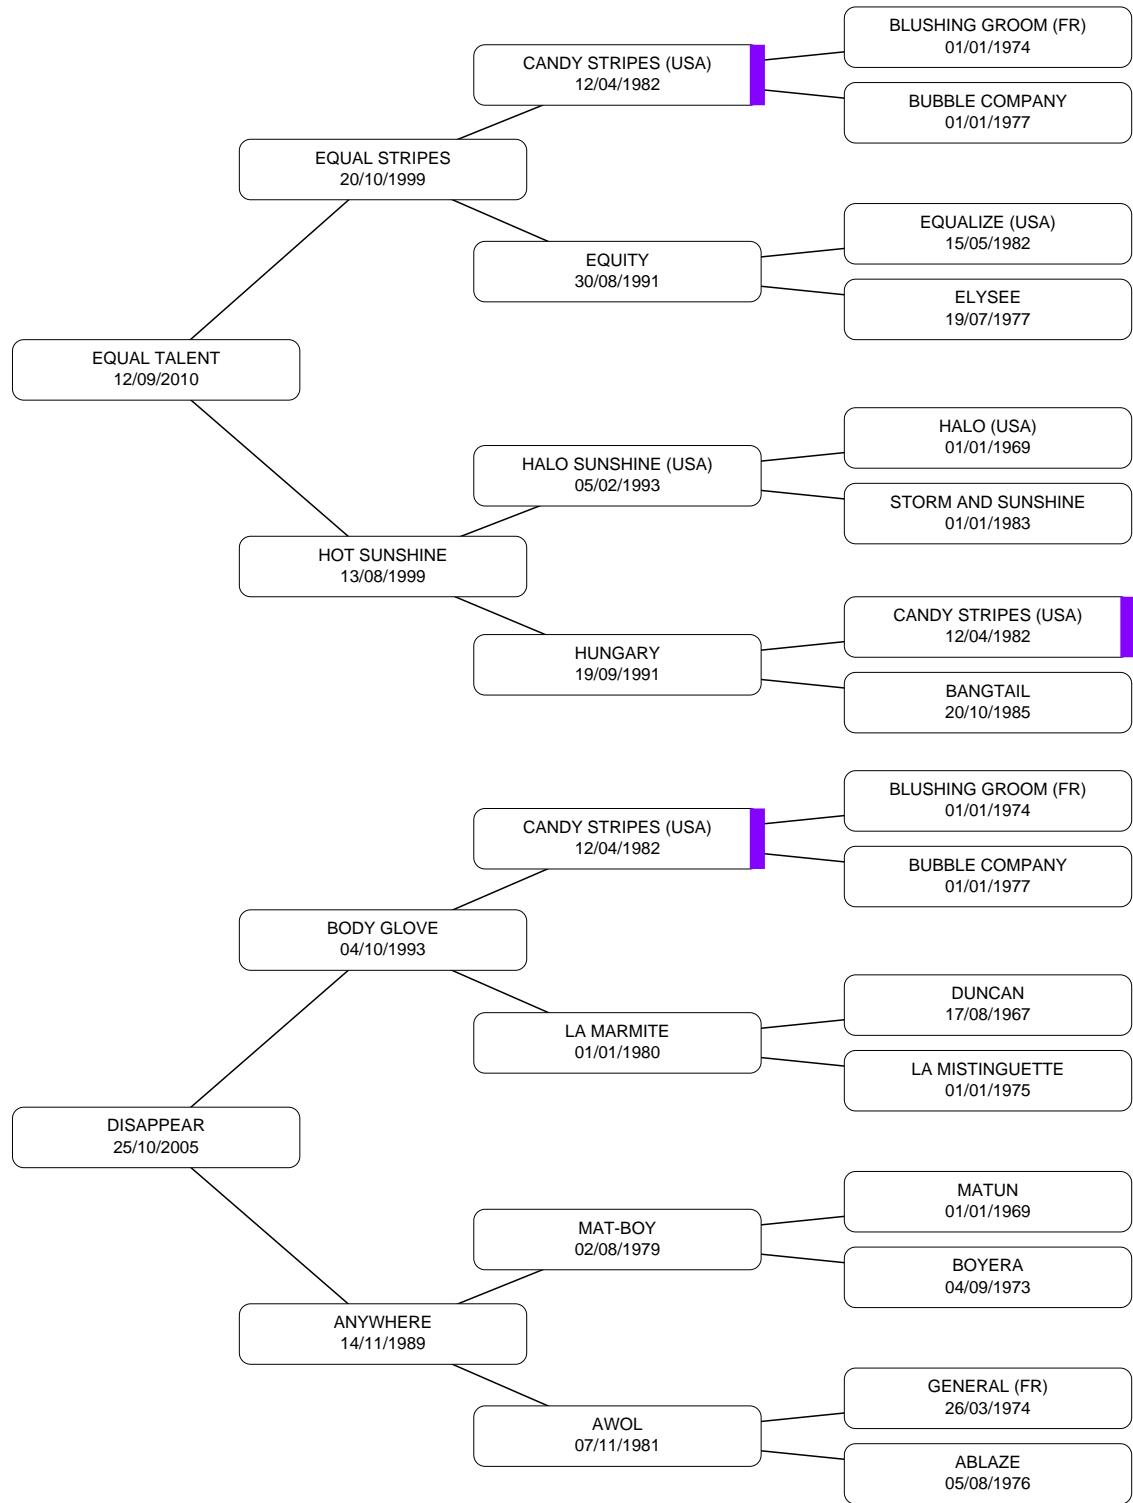 BLUSHING GROOM (FR)
01/01/1974
CANDY STRIPES (USA)
12/04/1982
BUBBLE COMPANY
01/01/1977
EQUAL STRIPES
20/10/1999
EQUALIZE (USA)
15/05/1982
EQUITY
30/08/1991
ELYSEE
19/07/1977
EQUAL TALENT
12/09/2010
HALO (USA)
01/01/1969
HALO SUNSHINE (USA)
05/02/1993
STORM AND SUNSHINE
01/01/1983
HOT SUNSHINE
13/08/1999
CANDY STRIPES (USA)
12/04/1982
HUNGARY
19/09/1991
BANGTAIL
20/10/1985
BLUSHING GROOM (FR)
01/01/1974
CANDY STRIPES (USA)
12/04/1982
BUBBLE COMPANY
01/01/1977
BODY GLOVE
04/10/1993
DUNCAN
17/08/1967
LA MARMITE
01/01/1980
LA MISTINGUETTE
01/01/1975
DISAPPEAR
25/10/2005
MATUN
01/01/1969
MAT-BOY
02/08/1979
BOYERA
04/09/1973
ANYWHERE
14/11/1989
GENERAL (FR)
26/03/1974
AWOL
07/11/1981
ABLAZE
05/08/1976